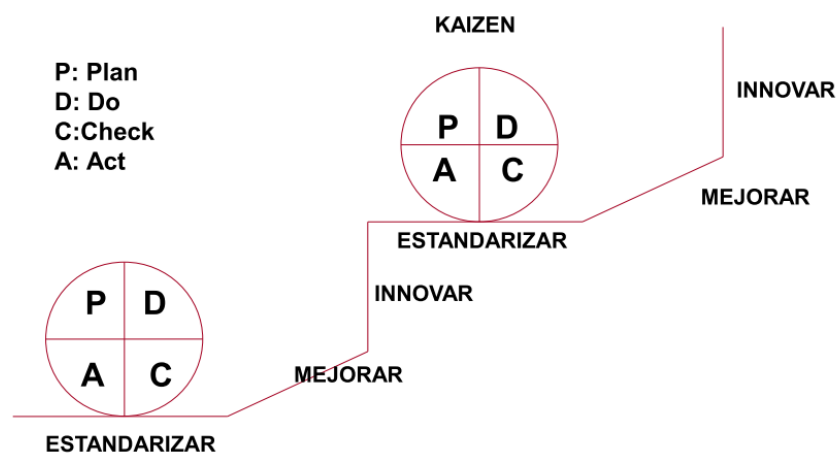 KAIZEN
P: Plan
D: Do
C:Check
A: Act
INNOVAR
P D
A C
MEJORAR
ESTANDARIZAR
INNOVAR
P D
A C
MEJORAR
ESTANDARIZAR